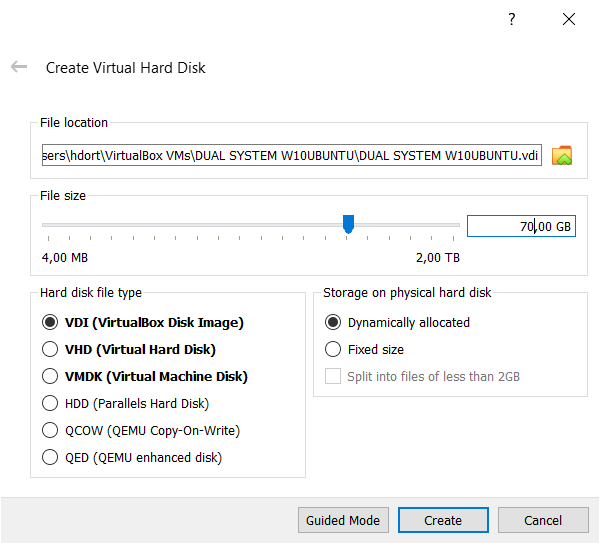 ?
Create Virtual Hard Disk
File location
sers\hdort\VirtualBox VMs\DUAL SYSTEM W10UBUNTU\DUAL SYSTEM W10UBUNTU.vdi
File size
70,00 GB
4,00 MB 2,00 TB
Hard disk file type
VDI (VirtualBox Disk Image)
VHD (Virtual Hard Disk)
VMDK (Virtual Machine Disk)
HDD (Parallels Hard Disk)
QCOW (QEMU Copy-On-Write)
QED (QEMU enhanced disk)
Storage on physical hard disk
Dynamically allocated
Fixed size
Split into files of less than 2GB
Guided Mode Create Cancel